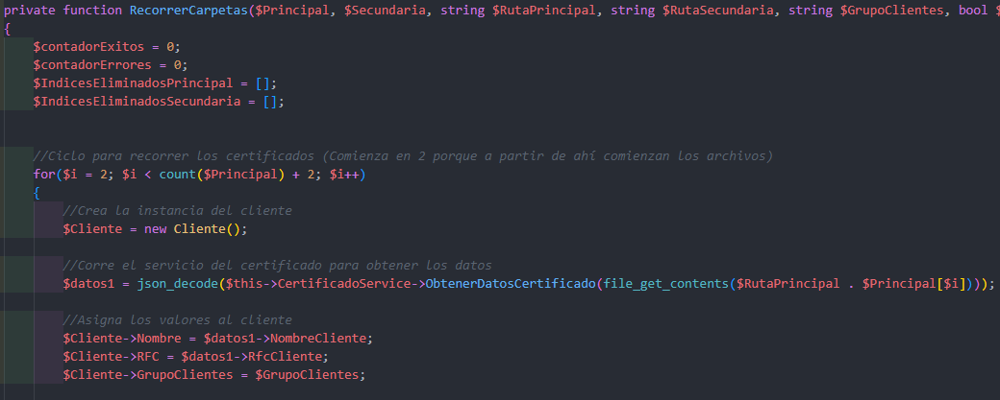 private function RecorrerCarpetas($Principal, $Secundaria, string $RutaPrincipal, string $RutaSecundaria, string $GrupoClientes, bool $
{
$contadorExitos = 0;
$contadorErrores = 0;
$IndicesEliminadosPrincipal = [];
$IndicesEliminadosSecundaria = [];
//Ciclo para recorrer los certificados (Comienza en 2 porque a partir de ahí comienzan los archivos)
for($i = 2; $i < count($Principal) + 2; $i++)
{
//Crea la instancia del cliente
$Cliente = new Cliente();
//Corre el servicio del certificado para obtener los datos
$datos1 = json_decode($this->CertificadoService->ObtenerDatosCertificado(file_get_contents($RutaPrincipal . $Principal[$i])));
//Asigna los valores al cliente
$Cliente->Nombre = $datos1->NombreCliente;
$Cliente->RFC = $datos1->RfcCliente;
$Cliente->GrupoClientes = $GrupoClientes;